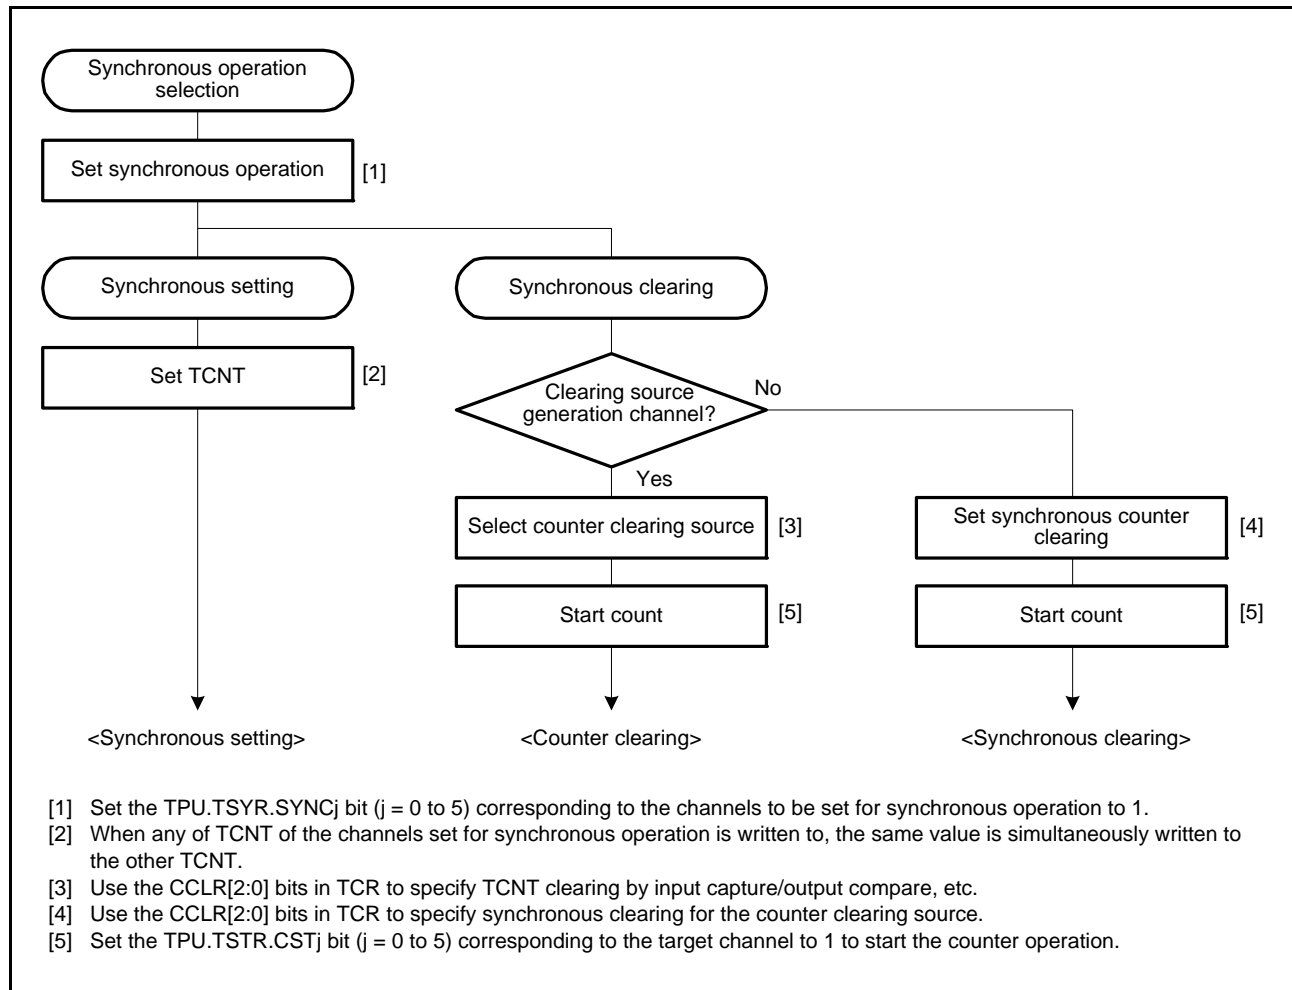 Synchronous operation
selection
Set synchronous operation [1]
Synchronous setting
Synchronous clearing
Set TCNT [2]
Clearing source
generation channel?
No
Yes
Select counter clearing source [3]
Set synchronous counter
clearing
[4]
Start count [5]
Start count [5]
<Synchronous setting>
<Counter clearing>
<Synchronous clearing>
[1] Set the TPU.TSYR.SYNCj bit (j = 0 to 5) corresponding to the channels to be set for synchronous operation to 1.
[2] When any of TCNT of the channels set for synchronous operation is written to, the same value is simultaneously written to
the other TCNT.
[3] Use the CCLR[2:0] bits in TCR to specify TCNT clearing by input capture/output compare, etc.
[4] Use the CCLR[2:0] bits in TCR to specify synchronous clearing for the counter clearing source.
[5] Set the TPU.TSTR.CSTj bit (j = 0 to 5) corresponding to the target channel to 1 to start the counter operation.